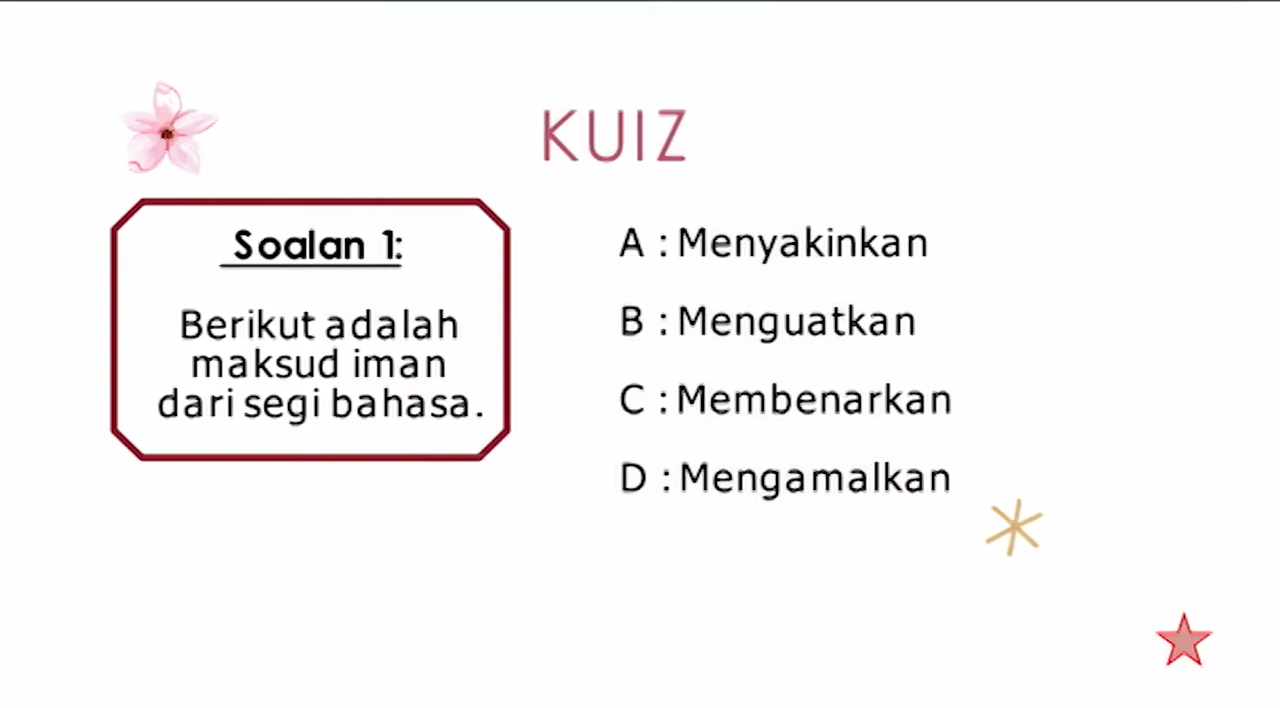 KUIZ
Soalan 1:
Berikut adalah
maksud iman
dari segi bahasa.
A : Menyakinkan
B : Menguatkan
C : Membenarkan
D : Mengamalkan